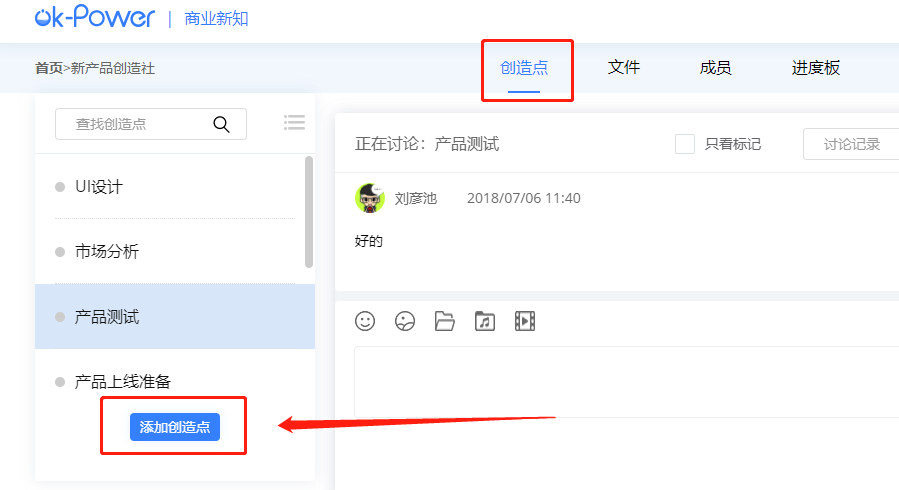 ok-Power | 商业新知
首页>新产品创造社
创造点 文件 成员 进度板
查找创造点
UI设计
市场分析
产品测试
产品上线准备
添加创造点
正在讨论：产品测试 只看标记 讨论记录
刘彦池 2018/07/06 11:40
好的